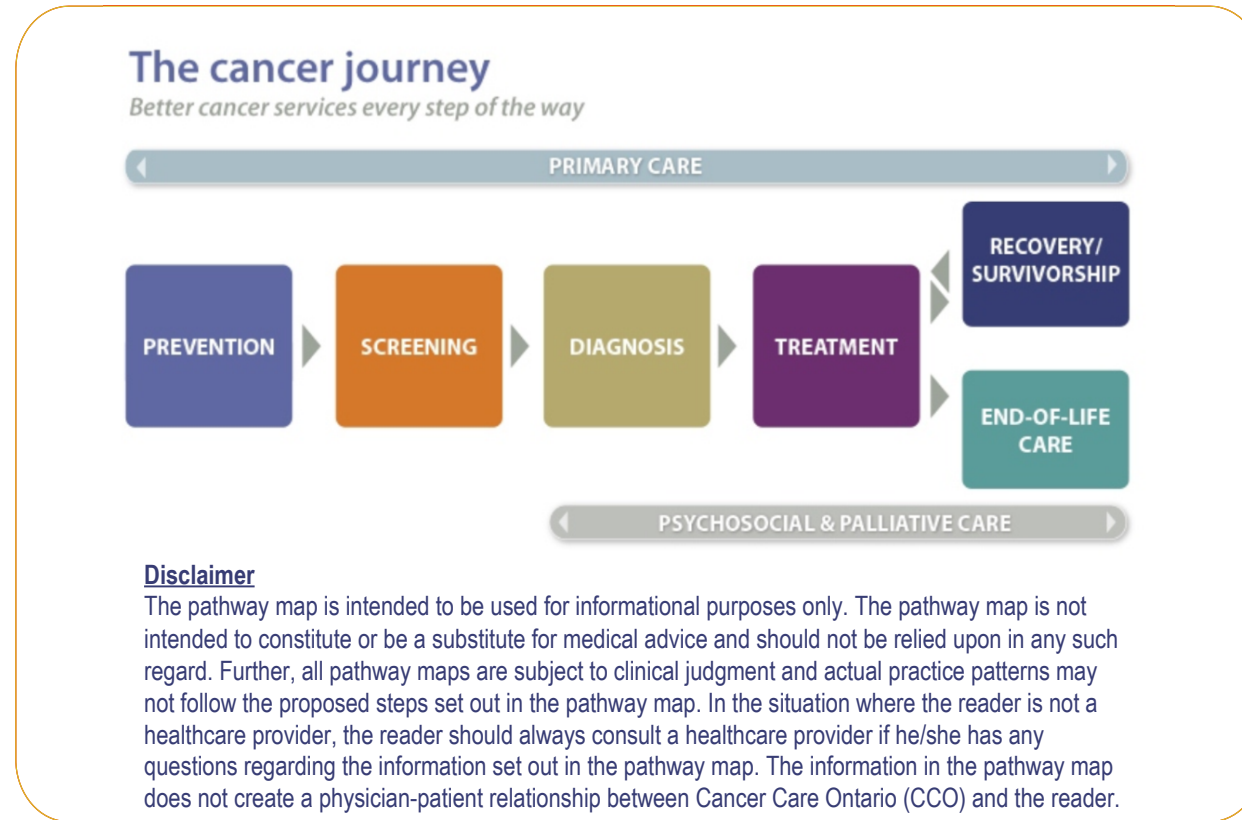 The cancer journey
Better cancer services every step of the way
PRIMARY CARE
PREVENTION
SCREENING
DIAGNOSIS
TREATMENT
RECOVERY/
SURVIVORSHIP
END-OF-LIFE
CARE
PSYCHOSOCIAL & PALLIATIVE CARE
Disclaimer
The pathway map is intended to be used for informational purposes only. The pathway map is not
intended to constitute or be a substitute for medical advice and should not be relied upon in any such
regard. Further, all pathway maps are subject to clinical judgment and actual practice patterns may
not follow the proposed steps set out in the pathway map. In the situation where the reader is not a
healthcare provider, the reader should always consult a healthcare provider if he/she has any
questions regarding the information set out in the pathway map. The information in the pathway map
does not create a physician-patient relationship between Cancer Care Ontario (CCO) and the reader.